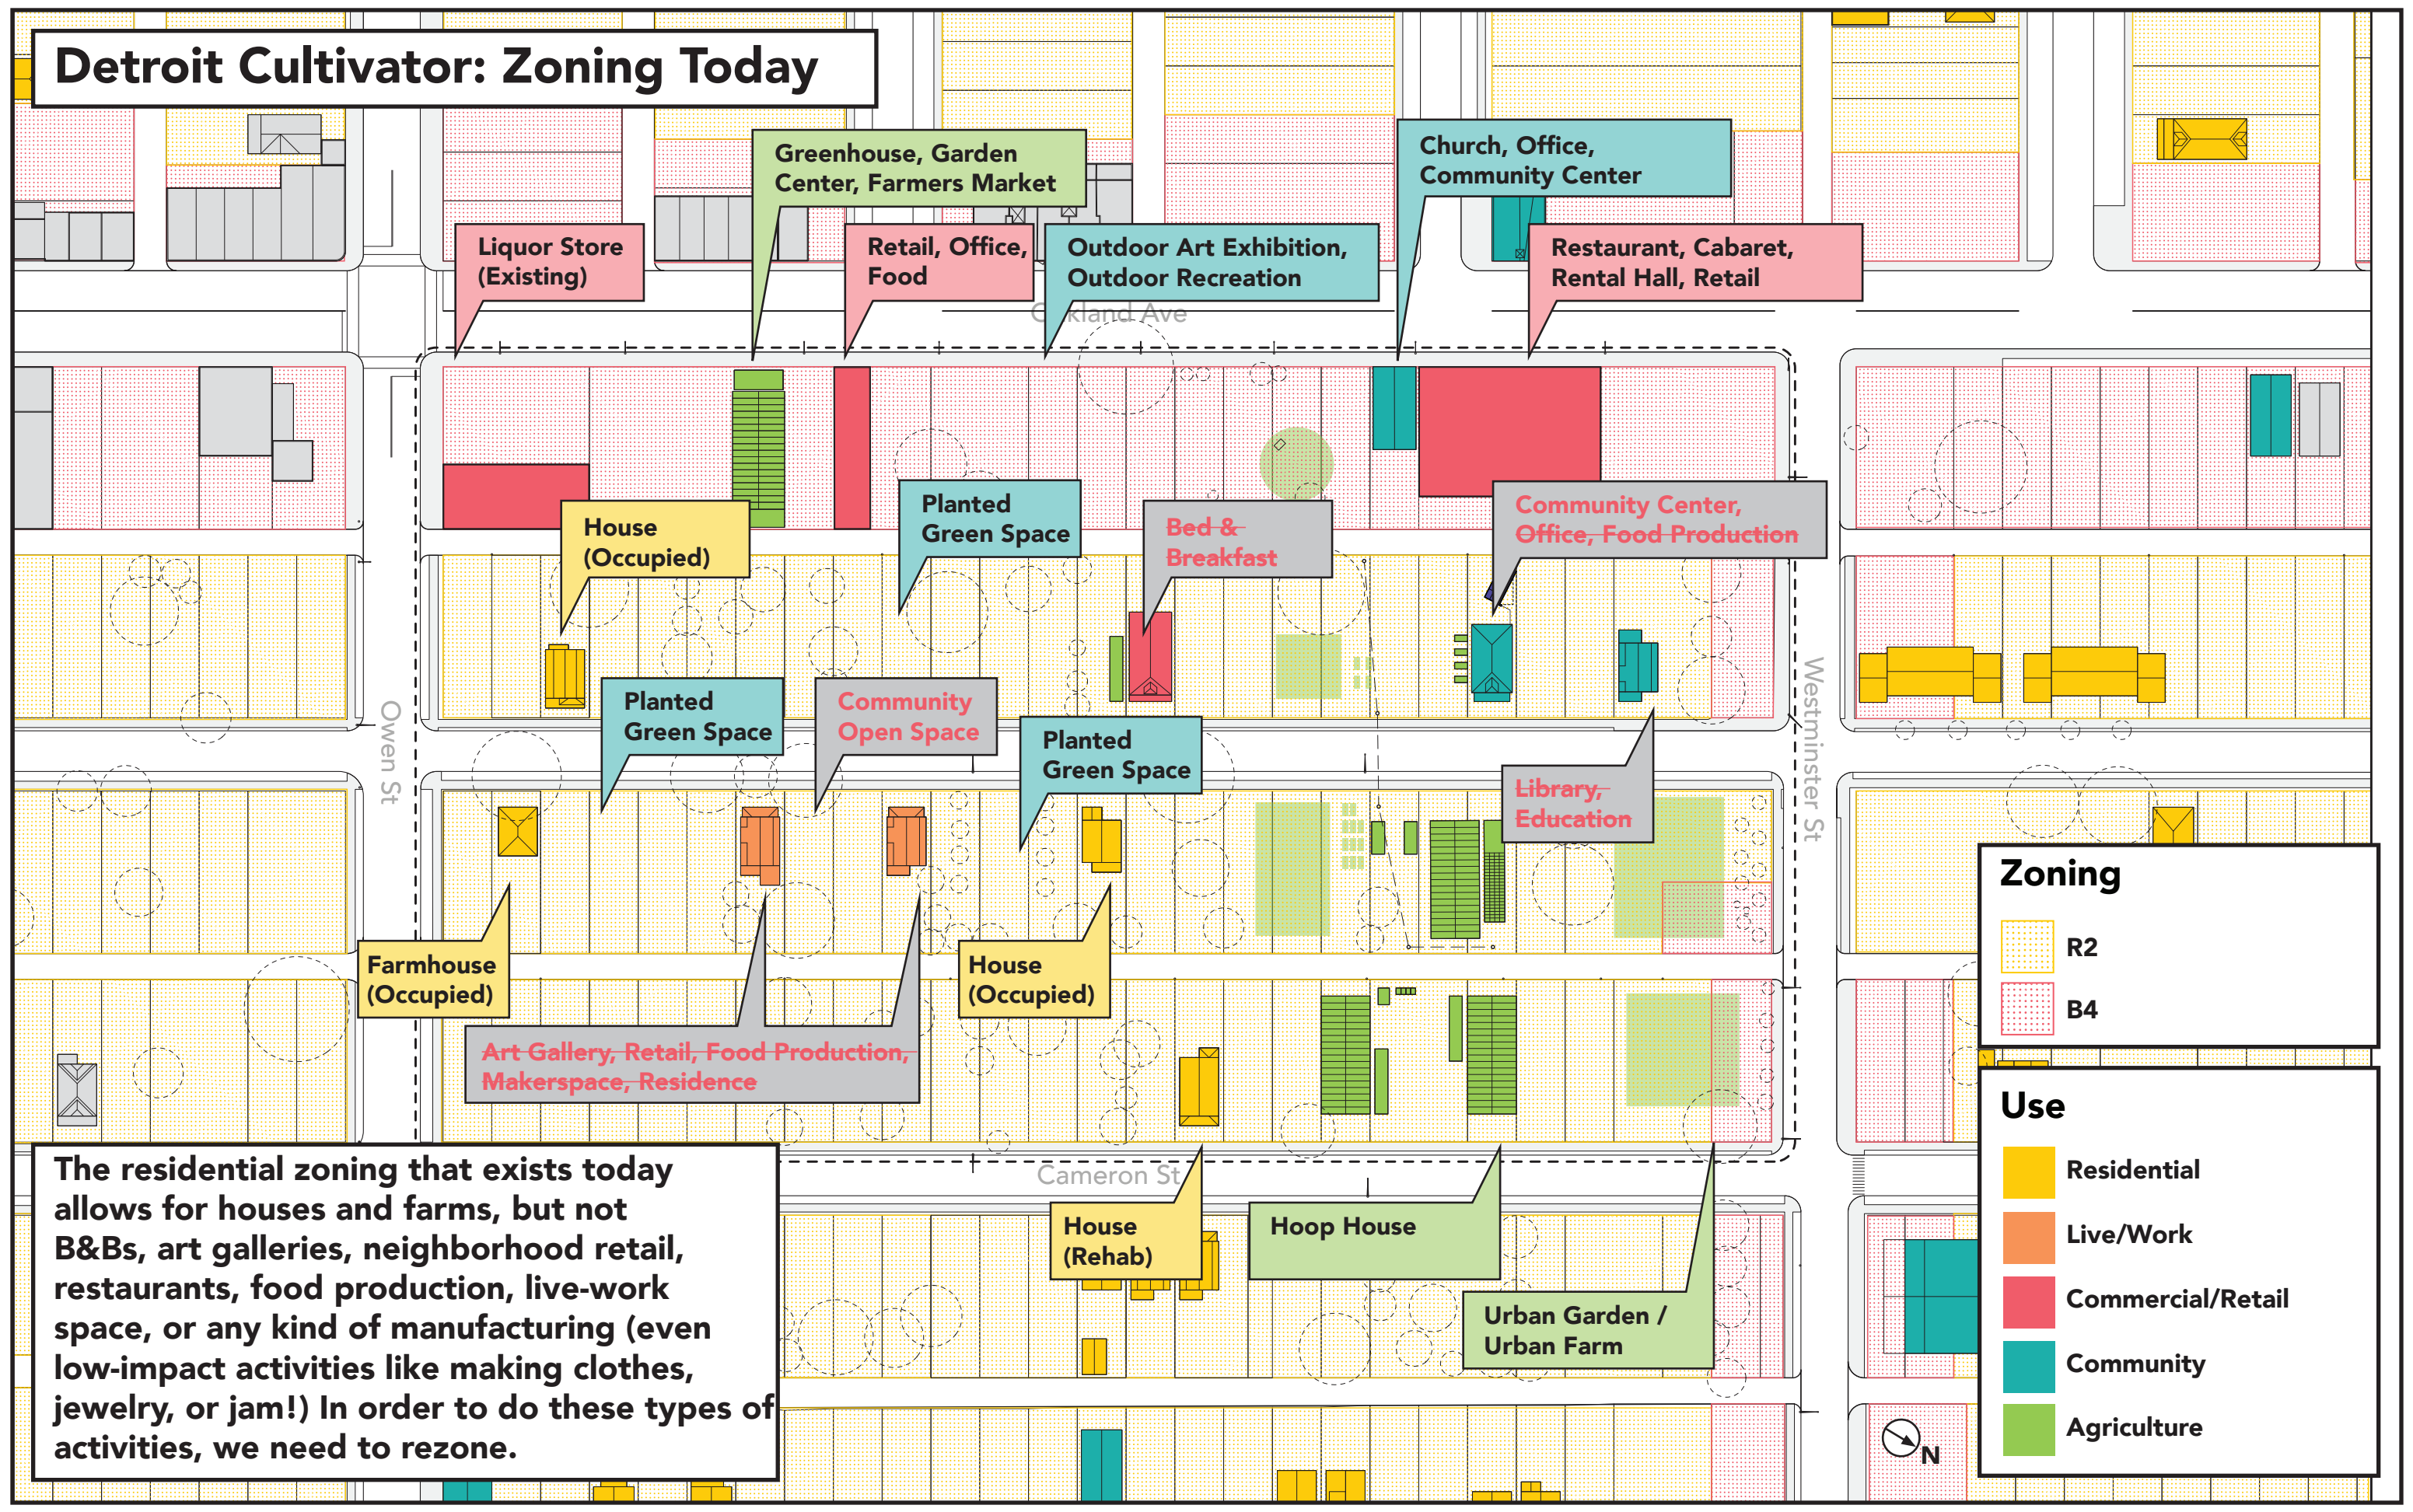 Detroit Cultivator: Zoning Today
Greenhouse, Garden
Center, Farmers Market
Church, Office,
Community Center
Liquor Store
(Existing)
Retail, Office,
Food
Outdoor Art Exhibition,
Outdoor Recreation
Restaurant, Cabaret,
Rental Hall, Retail
Oakland Ave
House
(Occupied)
Planted
Green Space
Bed &
Breakfast
Community Center,
Office, Food Production
Owen St
Westminster St
Planted
Green Space
Community
Open Space
Planted
Green Space
Library,
Education
Farmhouse
(Occupied)
House
(Occupied)
Art Gallery, Retail, Food Production,
Makerspace, Residence
Cameron St
House
(Rehab)
Hoop House
Urban Garden /
Urban Farm
The residential zoning that exists today
allows for houses and farms, but not
B&Bs, art galleries, neighborhood retail,
restaurants, food production, live-work
space, or any kind of manufacturing (even
low-impact activities like making clothes,
jewelry, or jam!) In order to do these types of
activities, we need to rezone.
Zoning
R2
B4
Use
Residential
Live/Work
Commercial/Retail
Community
Agriculture
N